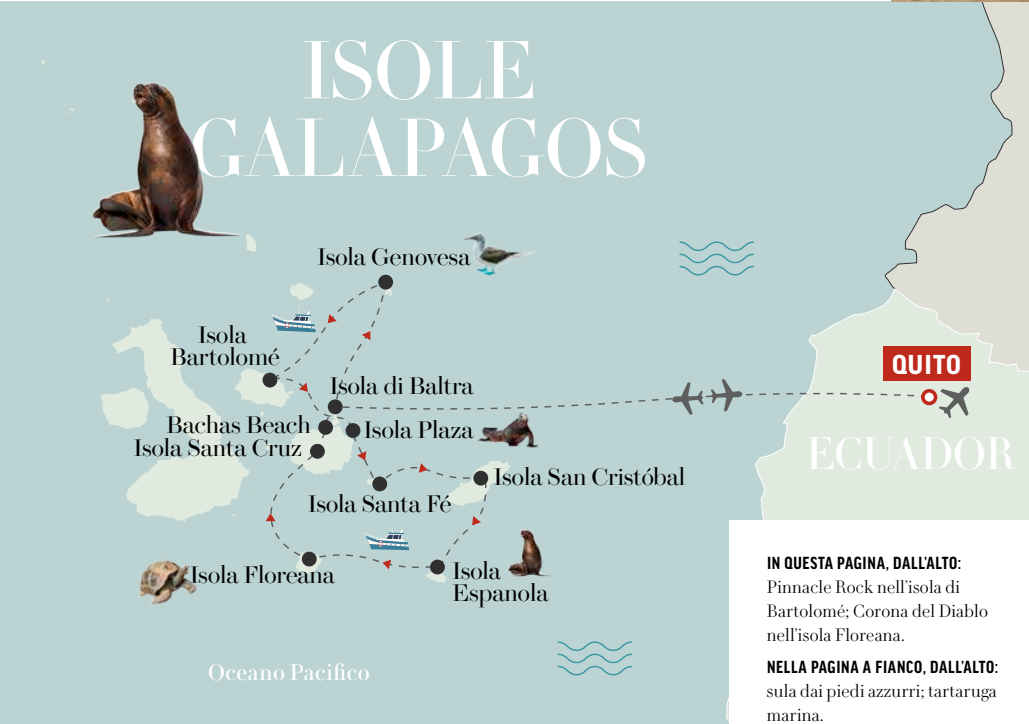 ISOLE
GALAPAGOS
Isola Genovesa
Isola
Bartolomé
Isola di Baltra
QUITO
Bachas Beach
Isola Plaza
Isola Santa Cruz
ECUADOR
Isola San Cristóbal
Isola Santa Fé
Isola Floreana
Isola
Espanola
Oceano Pacifico
IN QUESTA PAGINA, DALL'ALTO:
Pinnacle Rock nell'isola di
Bartolomé; Corona del Diablo
nell'isola Floreana.
NELLA PAGINA A FIANCO, DALL'ALTO:
sula dai piedi azzurri; tartaruga
marina.